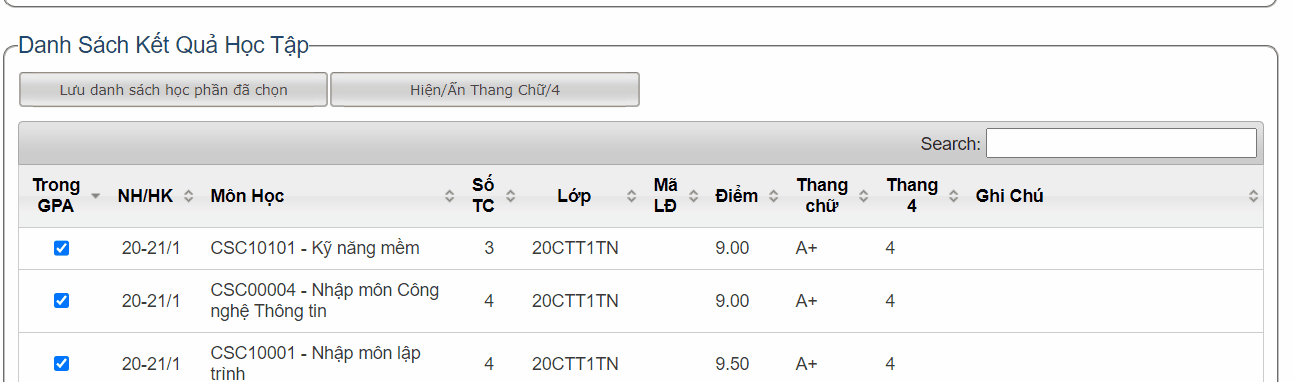 Danh Sách Kết Quả Học Tập
Lưu danh sách học phần đã chọn Hiện/Ẩn Thang Chữ/4
Search:
Trong GPA NH/HK Môn Học Số TC Lớp Mã LĐ Điểm Thang chữ Thang 4 Ghi Chú
20-21/1 CSC10101 - Kỹ năng mềm 3 20CTT1TN 9.00 A+ 4
20-21/1 CSC00004 - Nhập môn Công nghệ Thông tin 4 20CTT1TN 9.00 A+ 4
20-21/1 CSC10001 - Nhập môn lập trình 4 20CTT1TN 9.50 A+ 4